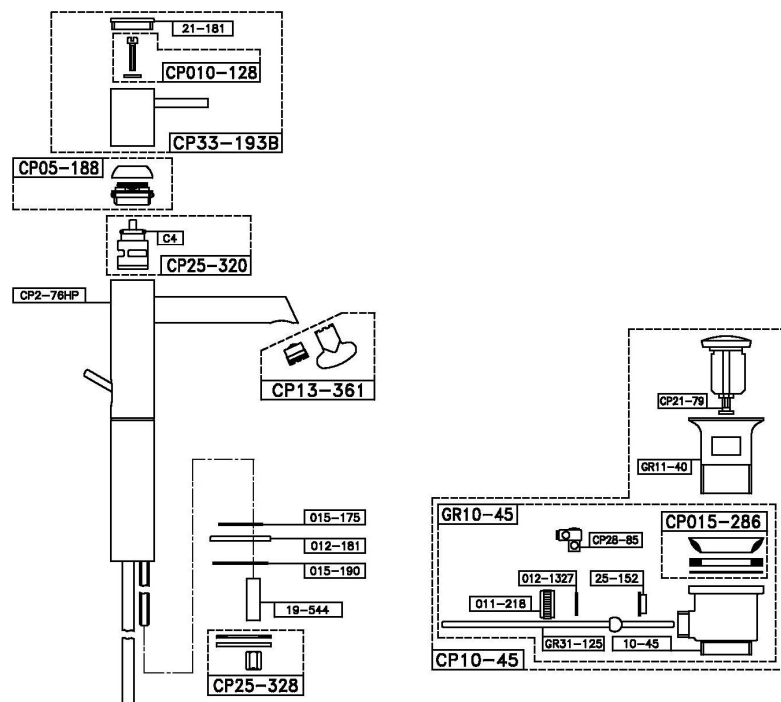 21-181
CP010-128
CP33-193B
CP05-188
C4
CP25-320
CP2-76HP
CP13-361
CP21-79
GR11-40
015-175
012-181
015-190
19-544
CP25-328
GR10-45
CP015-286
CP28-85
012-1327
25-152
011-218
GR31-125
10-45
CP10-45